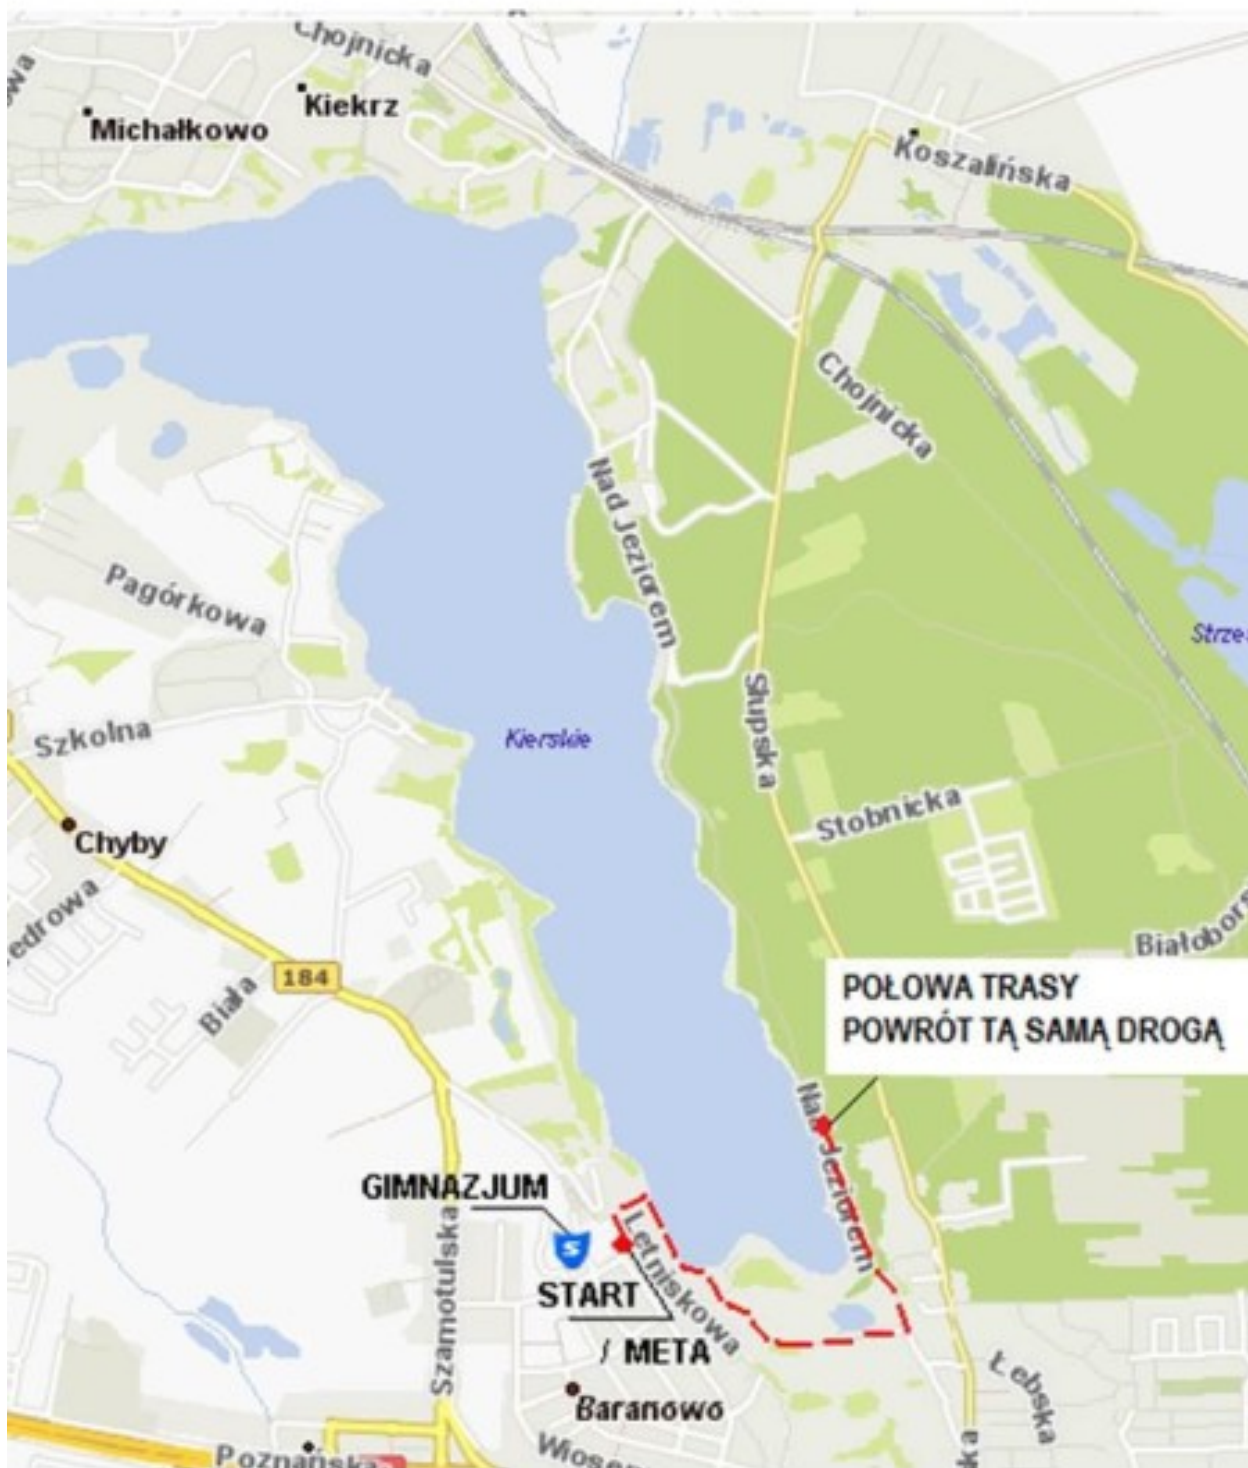 Chojnicka
Kiekrz
Michałkowo
Koszalińska
Chojnicka
Nad Jeziorem
Pagórkowa
Szkolna
Kierskie
Słupska
Stobnicka
Chyby
184
Biała
POŁOWA TRASY
POWRÓT TĄ SAMĄ DROGĄ
Nad Jeziorem
GIMNAZJUM
S
START
/ META
Letniskowa
Szamotulska
Baranowo
Łebska
Poznańska